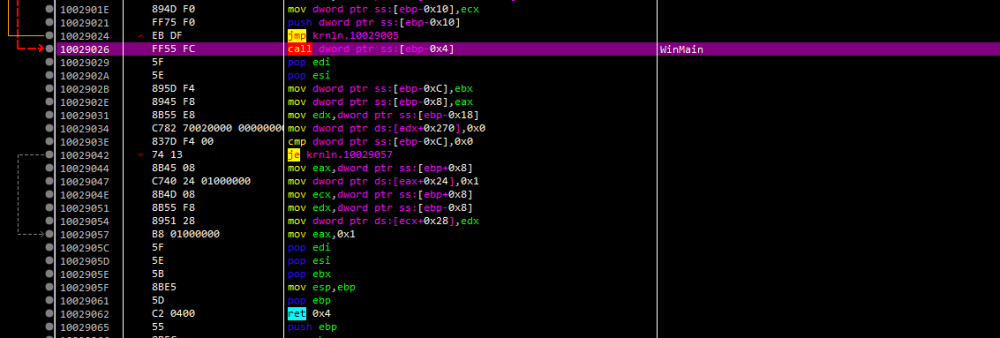 1002901E 894D F0 mov dword ptr ss:[ebp-0x10],ecx
10029021 FF75 F0 push dword ptr ss:[ebp-0x10]
10029024 ^ EB DF jmp krnln.10029005
10029026 FF55 FC call dword ptr ss:[ebp-0x4] WinMain
10029029 5F pop edi
1002902A 5E pop esi
1002902B 895D F4 mov dword ptr ss:[ebp-0xC],ebx
1002902E 8945 F8 mov dword ptr ss:[ebp-0x8],eax
10029031 8B55 E8 mov edx,dword ptr ss:[ebp-0x18]
10029034 C782 70020000 00000000 mov dword ptr ds:[edx+0x270],0x0
1002903E 837D F4 00 cmp dword ptr ss:[ebp-0xC],0x0
10029042 74 13 je krnln.10029057
10029044 8B45 08 mov eax,dword ptr ss:[ebp+0x8]
10029047 C740 24 01000000 mov dword ptr ds:[eax+0x24],0x1
1002904E 8B4D 08 mov ecx,dword ptr ss:[ebp+0x8]
10029051 8B55 F8 mov edx,dword ptr ss:[ebp-0x8]
10029054 8951 28 mov dword ptr ds:[ecx+0x28],edx
10029057 B8 01000000 mov eax,0x1
1002905C 5F pop edi
1002905D 5E pop esi
1002905E 5B pop ebx
1002905F 8BE5 mov esp,ebp
10029061 5D pop ebp
10029062 C2 0400 ret 0x4
10029065 55 push ebp